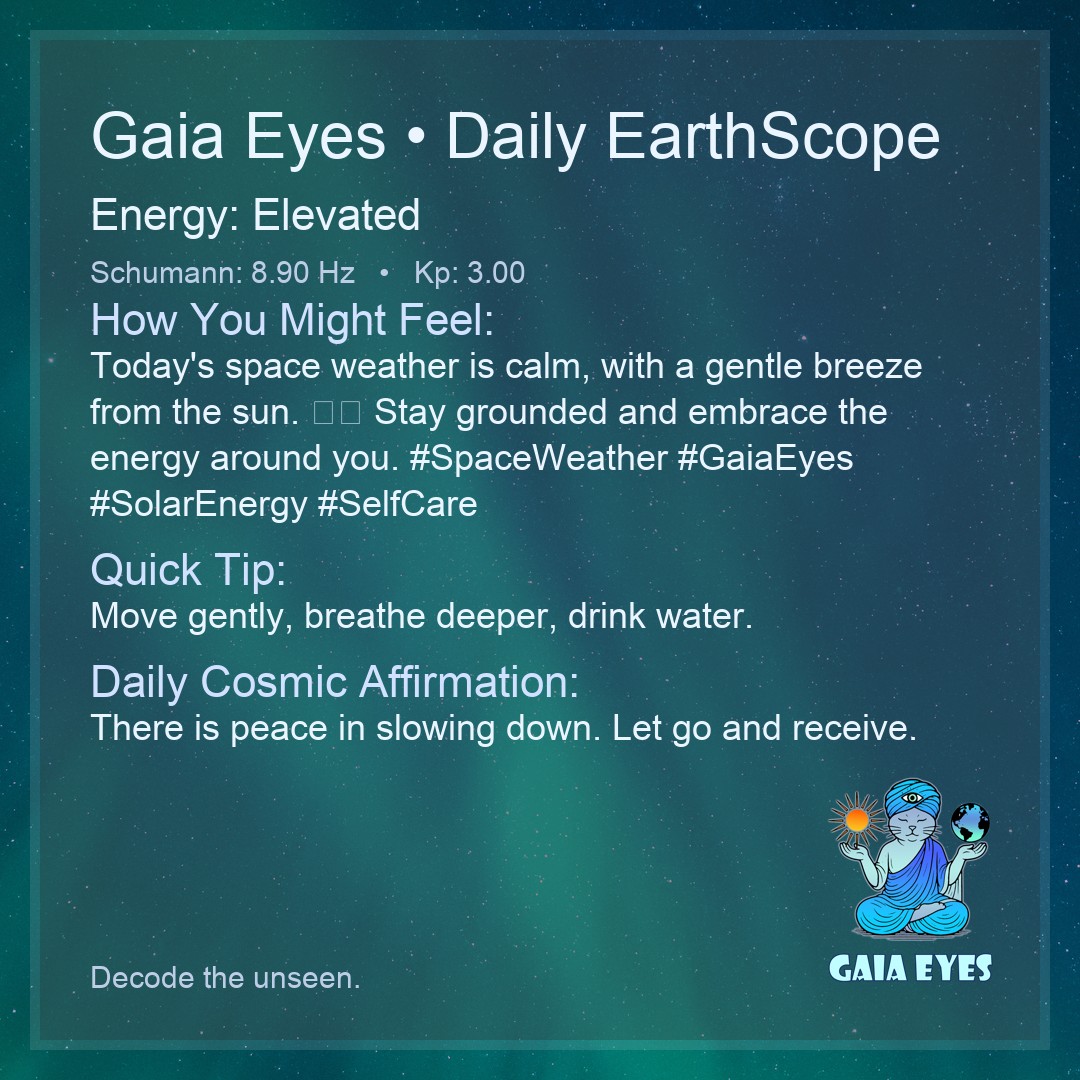 Gaia Eyes • Daily EarthScope
Energy: Elevated
Schumann: 8.90 Hz • Kp: 3.00
How You Might Feel:
Today's space weather is calm, with a gentle breeze
from the sun. □□ Stay grounded and embrace the
energy around you. #SpaceWeather #GaiaEyes
#SolarEnergy #SelfCare
Quick Tip:
Move gently, breathe deeper, drink water.
Daily Cosmic Affirmation:
There is peace in slowing down. Let go and receive.
GAIA EYES
Decode the unseen.